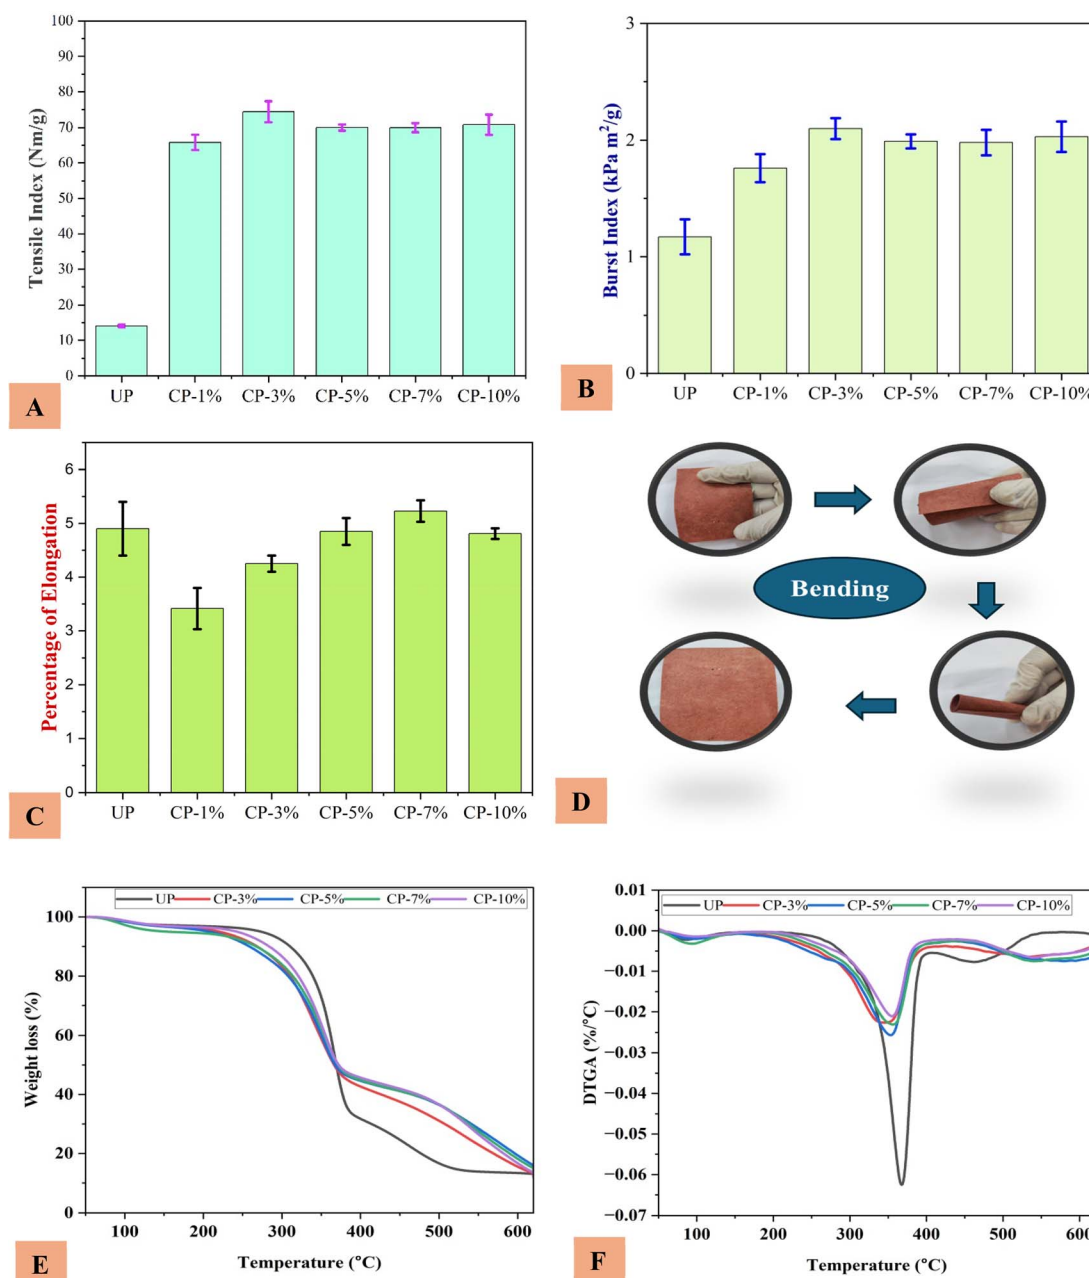 100
90
80
70
60
50
40
30
20
10
0
Tensile Index (Nm/g)
UP CP-1% CP-3% CP-5% CP-7% CP-10%
A
3
2
1
0
Burst Index (kPa m²/g)
UP CP-1% CP-3% CP-5% CP-7% CP-10%
B
6
5
4
3
2
1
0
Percentage of Elongation
UP CP-1% CP-3% CP-5% CP-7% CP-10%
C
Bending
D
UP CP-3% CP-5% CP-7% CP-10%
100
80
60
40
20
0
Weight loss (%)
100 200 300 400 500 600
Temperature (°C)
E
UP CP-3% CP-5% CP-7% CP-10%
0.01
0.00
−0.01
−0.02
−0.03
−0.04
−0.05
−0.06
−0.07
DTGA (%/°C)
100 200 300 400 500 600
Temperature (°C)
F